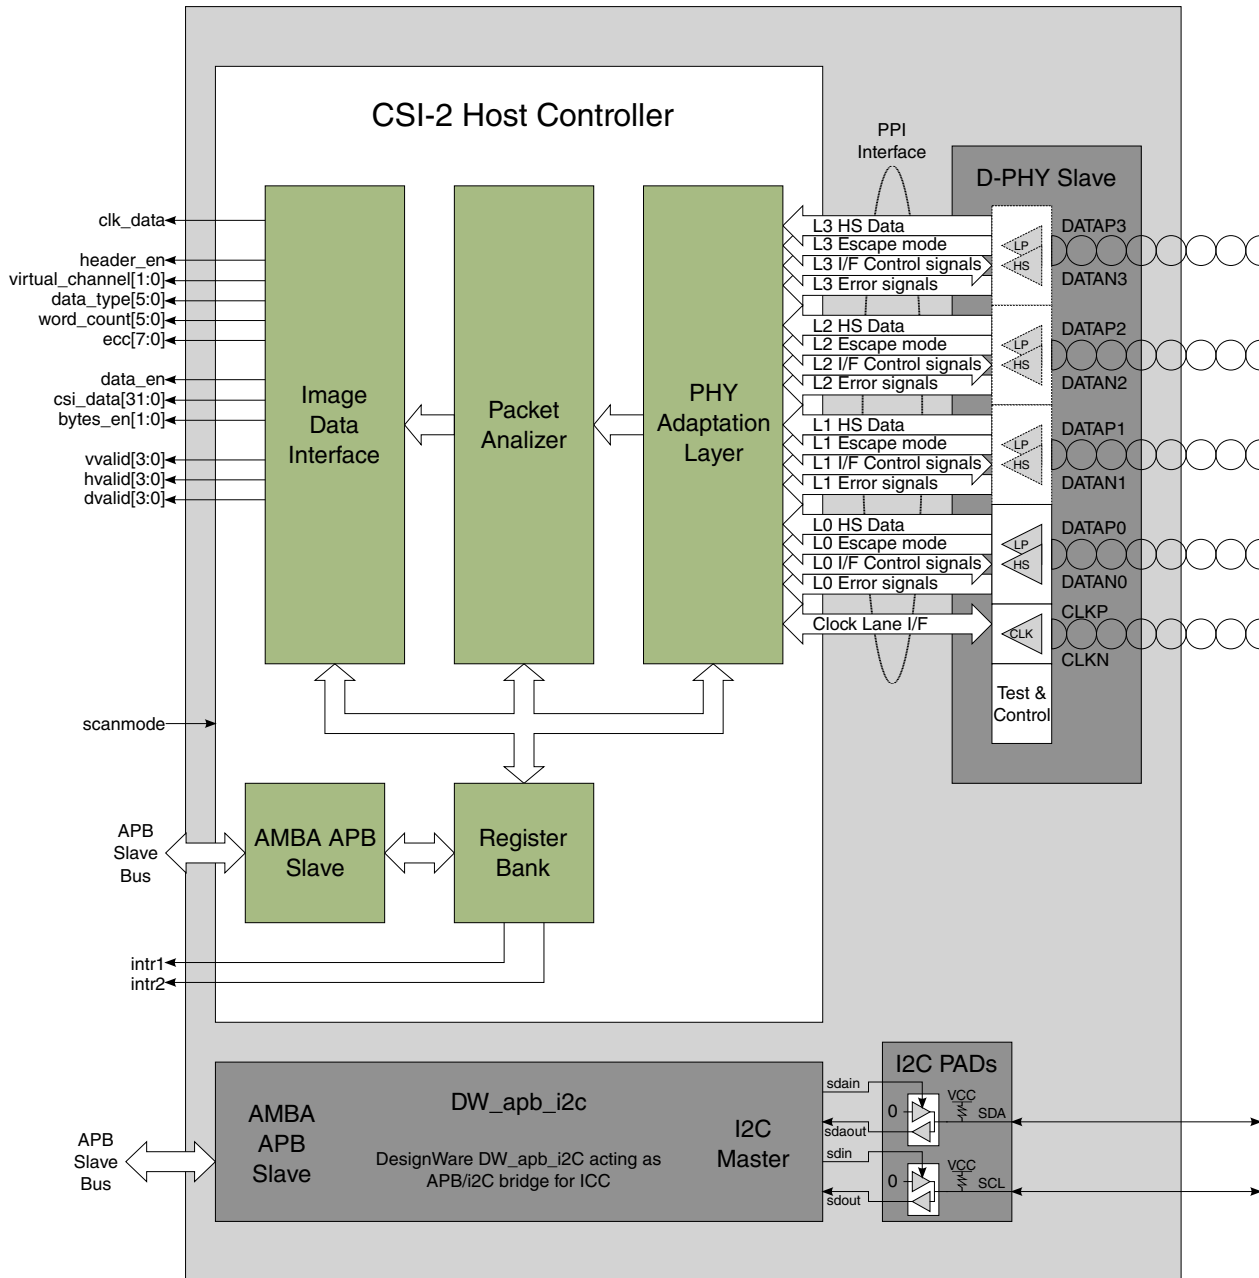 CSI-2 Host Controller
PPI
Interface
D-PHY Slave
clk_data
header_en
virtual_channel[1:0]
data_type[5:0]
word_count[5:0]
ecc[7:0]
data_en
csi_data[31:0]
bytes_en[1:0]
vvalid[3:0]
hvalid[3:0]
dvalid[3:0]
Image
Data
Interface
Packet
Analizer
PHY
Adaptation
Layer
L3 HS Data
L3 Escape mode
L3 I/F Control signals
L3 Error signals
L2 HS Data
L2 Escape mode
L2 I/F Control signals
L2 Error signals
L1 HS Data
L1 Escape mode
L1 I/F Control signals
L1 Error signals
L0 HS Data
L0 Escape mode
L0 I/F Control signals
L0 Error signals
Clock Lane I/F
LP
HS
DATAP3
DATAN3
LP
HS
DATAP2
DATAN2
LP
HS
DATAP1
DATAN1
LP
HS
DATAP0
DATAN0
CLK
CLKP
CLKN
Test &
Control
scanmode
APB
Slave
Bus
AMBA APB
Slave
Register
Bank
intr1
intr2
APB
Slave
Bus
AMBA
APB
Slave
DW_apb_i2c
DesignWare DW_apb_i2C acting as
APB/i2C bridge for ICC
I2C
Master
sdain
sdaout
sdin
sdout
I2C PADs
0
VCC
SDA
0
VCC
SCL